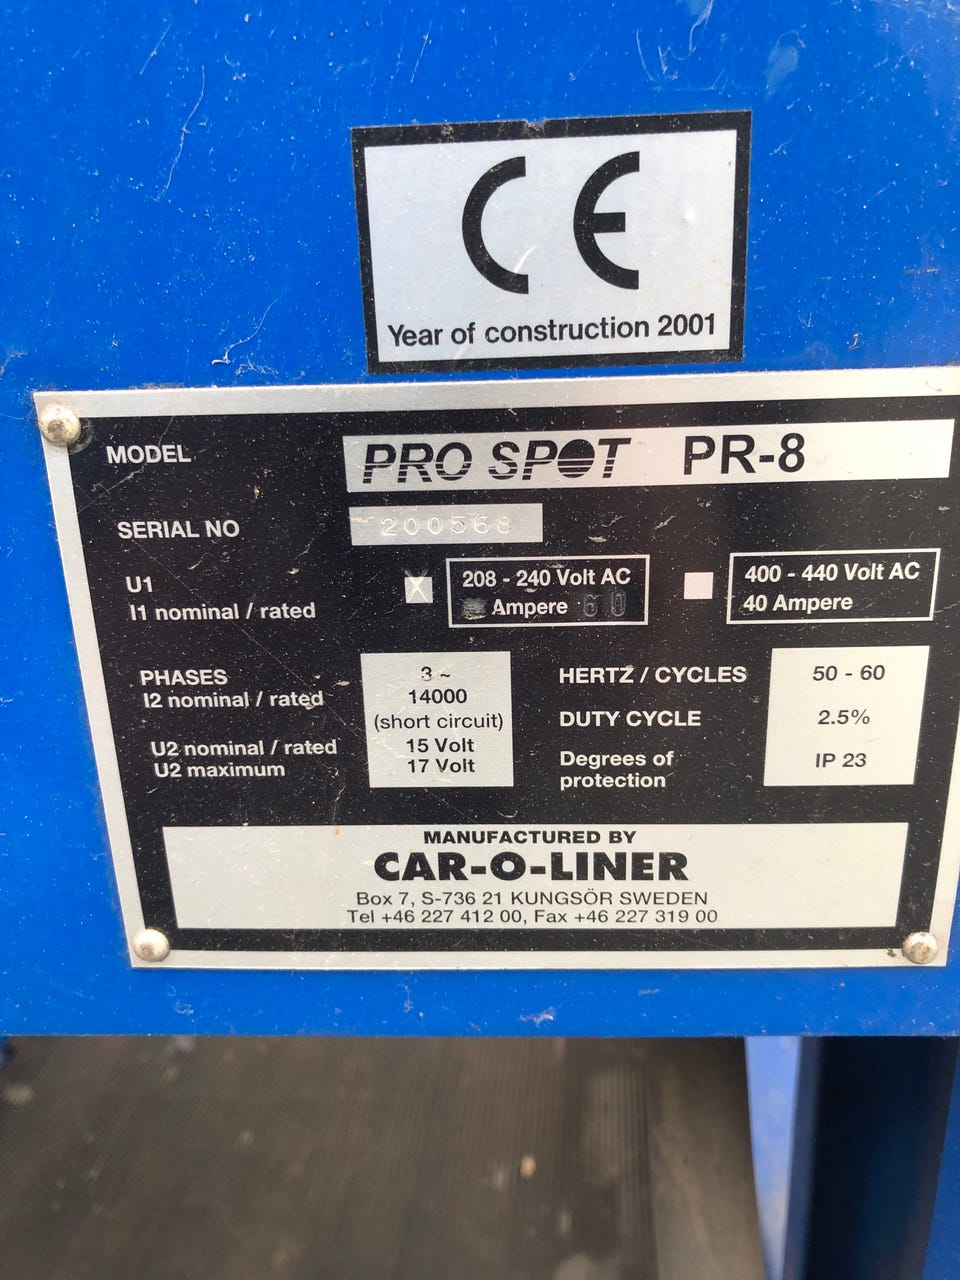 CE
Year of construction 2001
MODEL PRO SPOT PR-8
SERIAL NO 200568
U1 X 208 - 240 Volt AC 400 - 440 Volt AC
I1 nominal / rated Ampere 60 40 Ampere
PHASES 3 ~ HERTZ / CYCLES 50 - 60
I2 nominal / rated 14000
(short circuit) DUTY CYCLE 2.5%
U2 nominal / rated 15 Volt Degrees of
U2 maximum 17 Volt protection IP 23
MANUFACTURED BY
CAR-O-LINER
Box 7, S-736 21 KUNGSÖR SWEDEN
Tel +46 227 412 00, Fax +46 227 319 00